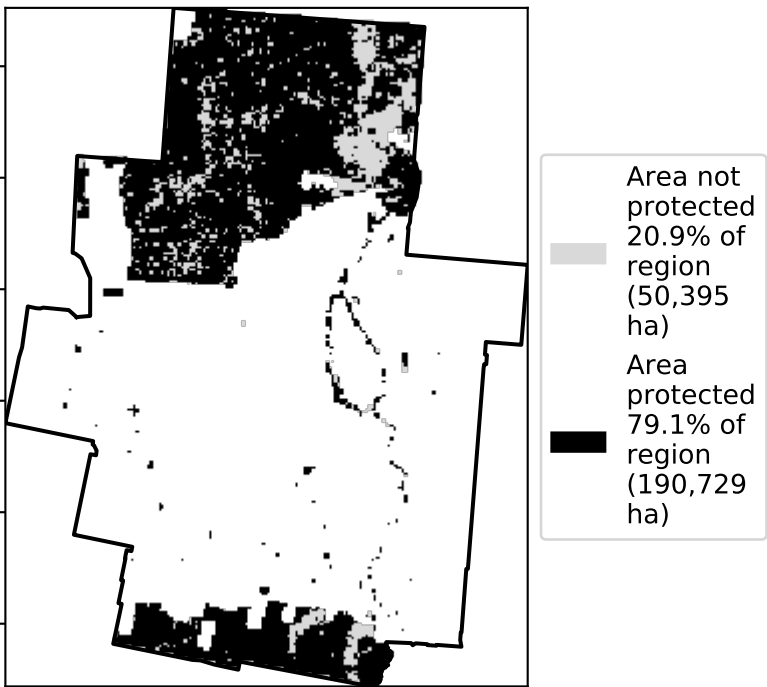 Area not
protected
20.9% of
region
(50,395
ha)
Area
protected
79.1% of
region
(190,729
ha)